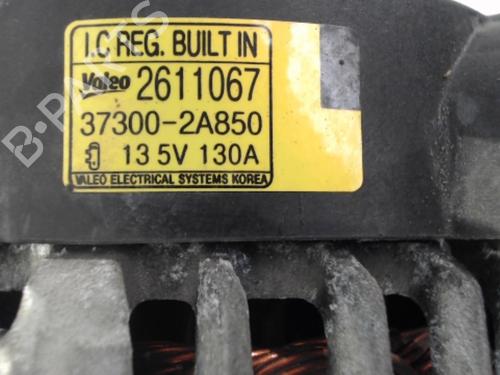 I.C REG. BUILT IN
Valeo 2611067
37300-2A850
13 5V 130A
VALEO ELECTRICAL SYSTEMS KOREA
B-PARTS